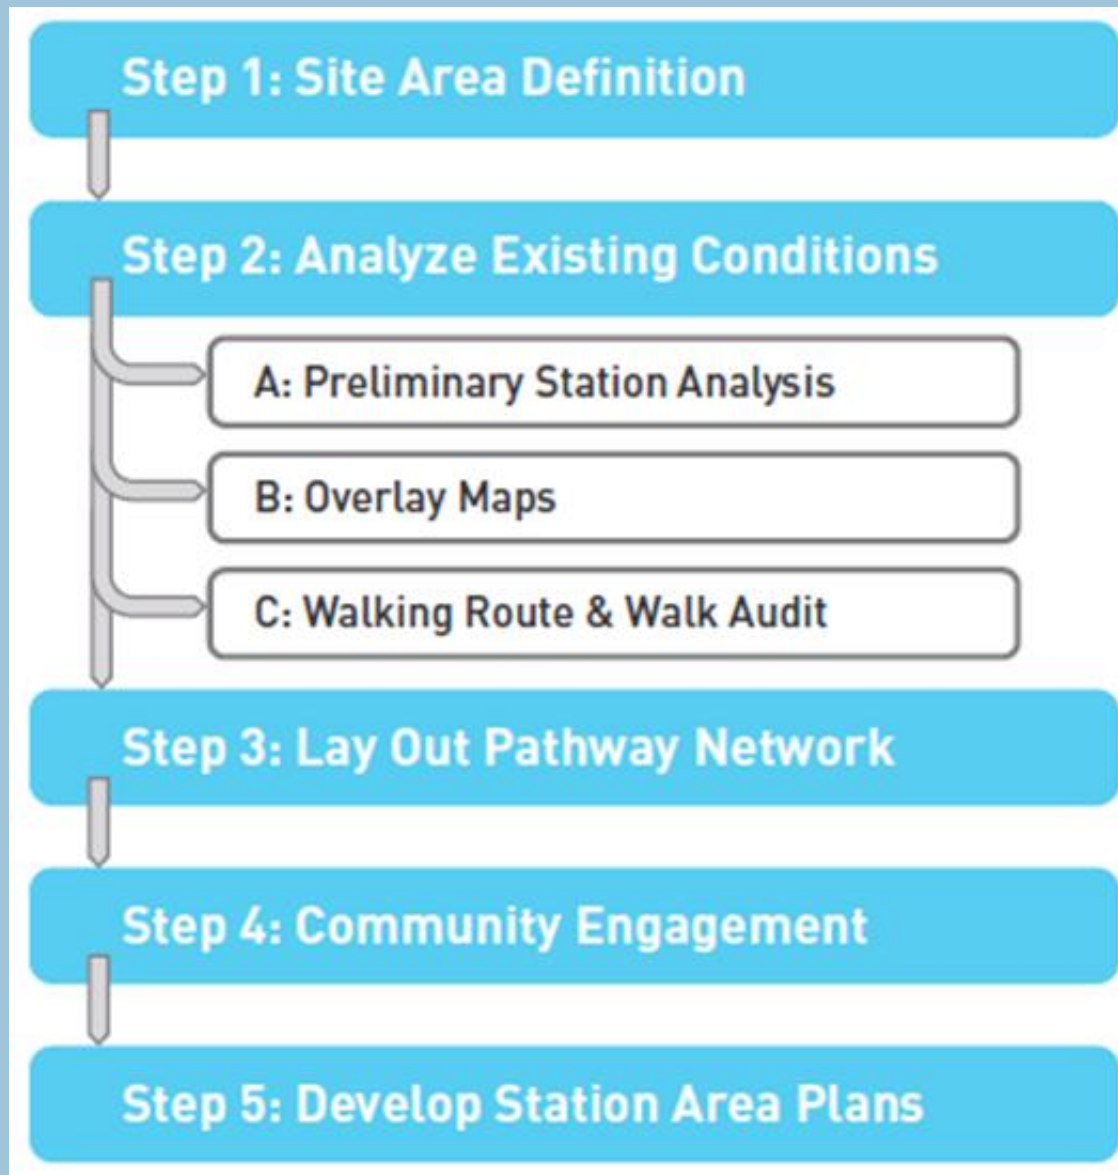 Step 1: Site Area Definition
Step 2: Analyze Existing Conditions
A: Preliminary Station Analysis
B: Overlay Maps
C: Walking Route & Walk Audit
Step 3: Lay Out Pathway Network
Step 4: Community Engagement
Step 5: Develop Station Area Plans